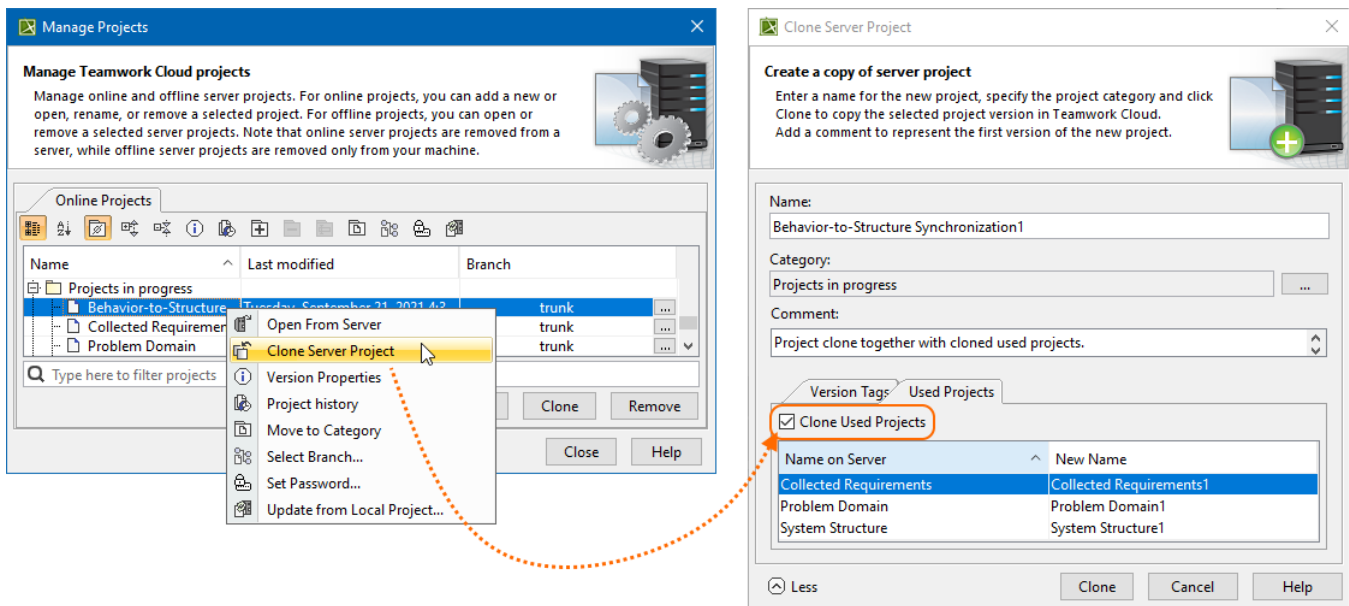 Manage Projects
Manage Teamwork Cloud projects
Manage online and offline server projects. For online projects, you can add a new or
open, rename, or remove a selected project. For offline projects, you can open or
remove a selected server projects. Note that online server projects are removed from a
server, while offline server projects are removed only from your machine.
Online Projects
Name Last modified Branch
Projects in progress
Behavior-to-Structure Tuesday, September 21, 2021 4:3 trunk ...
Collected Requiremen trunk ...
Problem Domain trunk ...
Type here to filter projects
Clone Remove
Close Help
Open From Server
Clone Server Project
Version Properties
Project history
Move to Category
Select Branch...
Set Password...
Update from Local Project...
Clone Server Project
Create a copy of server project
Enter a name for the new project, specify the project category and click
Clone to copy the selected project version in Teamwork Cloud.
Add a comment to represent the first version of the new project.
Name:
Behavior-to-Structure Synchronization1
Category:
Projects in progress ...
Comment:
Project clone together with cloned used projects.
Version Tags Used Projects
Clone Used Projects
Name on Server New Name
Collected Requirements Collected Requirements1
Problem Domain Problem Domain1
System Structure System Structure1
Less Clone Cancel Help